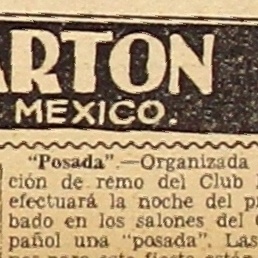 ARTON
MEXICO.
"Posada".—Organizada
ción de remo del Club
efectuará la noche del
bado en los salones del
pañol una "posada". Las